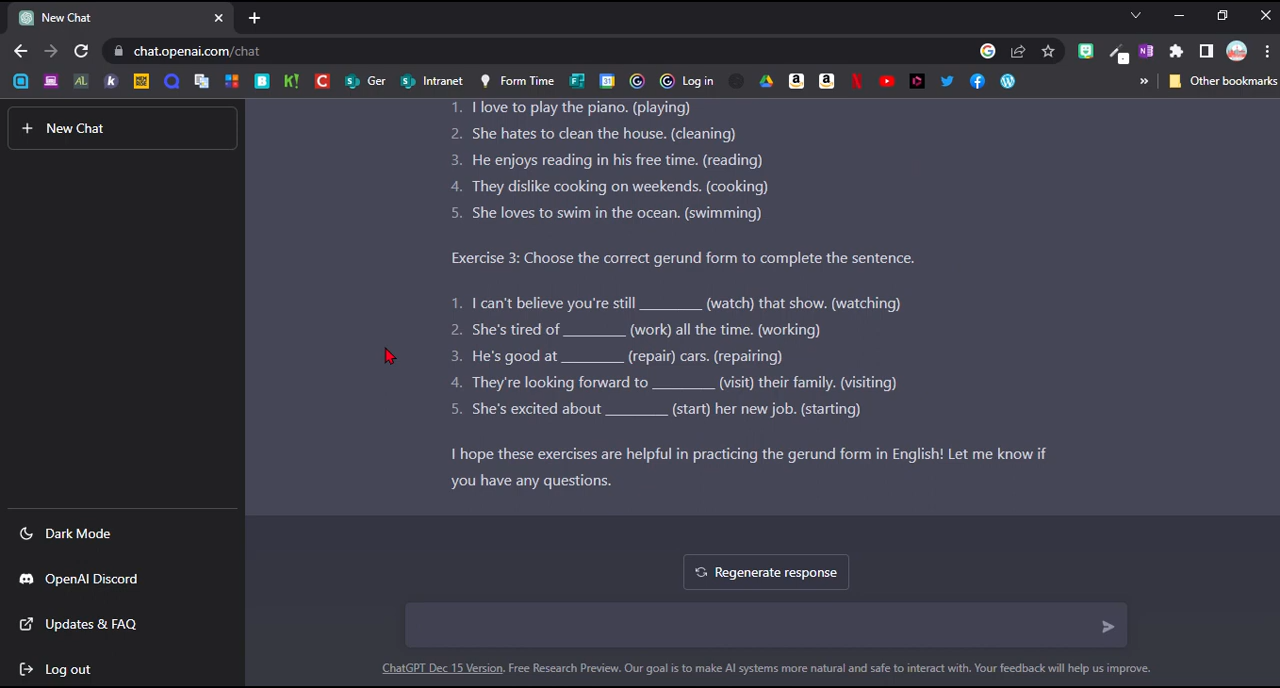 New Chat
chat.openai.com/chat
Ger
Intranet
Form Time
Log in
Other bookmarks
New Chat
1. I love to play the piano. (playing)
2. She hates to clean the house. (cleaning)
3. He enjoys reading in his free time. (reading)
4. They dislike cooking on weekends. (cooking)
5. She loves to swim in the ocean. (swimming)
Exercise 3: Choose the correct gerund form to complete the sentence.
1. I can't believe you're still ________ (watch) that show. (watching)
2. She's tired of ________ (work) all the time. (working)
3. He's good at ________ (repair) cars. (repairing)
4. They're looking forward to ________ (visit) their family. (visiting)
5. She's excited about ________ (start) her new job. (starting)
I hope these exercises are helpful in practicing the gerund form in English! Let me know if
you have any questions.
Dark Mode
OpenAI Discord
Updates & FAQ
Log out
Regenerate response
ChatGPT Dec 15 Version. Free Research Preview. Our goal is to make AI systems more natural and safe to interact with. Your feedback will help us improve.